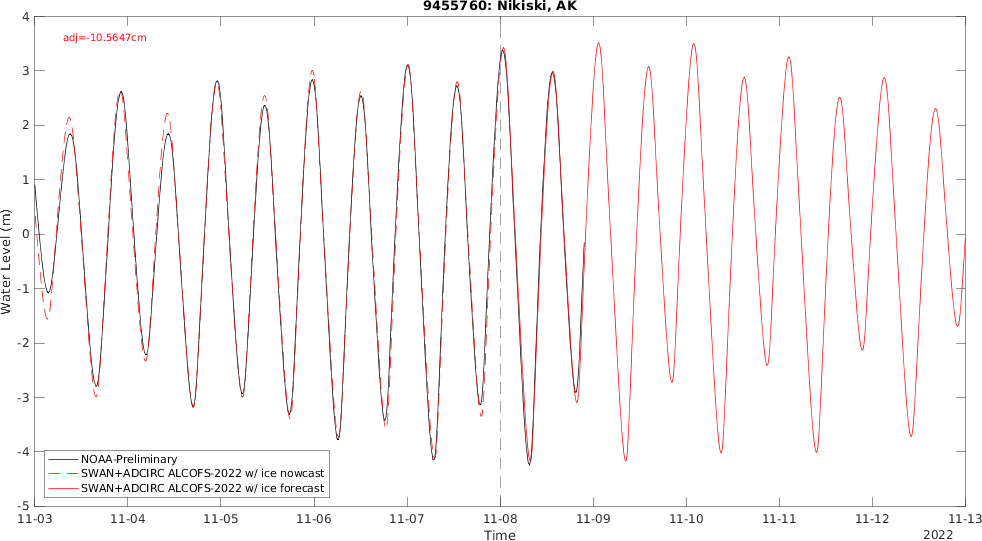 9455760: Nikiski, AK
adj=-10.5647cm
Water Level (m)
4
3
2
1
0
-1
-2
-3
-4
-5
NOAA-Preliminary
SWAN+ADCIRC ALCOFS-2022 w/ ice nowcast
SWAN+ADCIRC ALCOFS-2022 w/ ice forecast
11-03 11-04 11-05 11-06 11-07 11-08 11-09 11-10 11-11 11-12 11-13
Time
2022